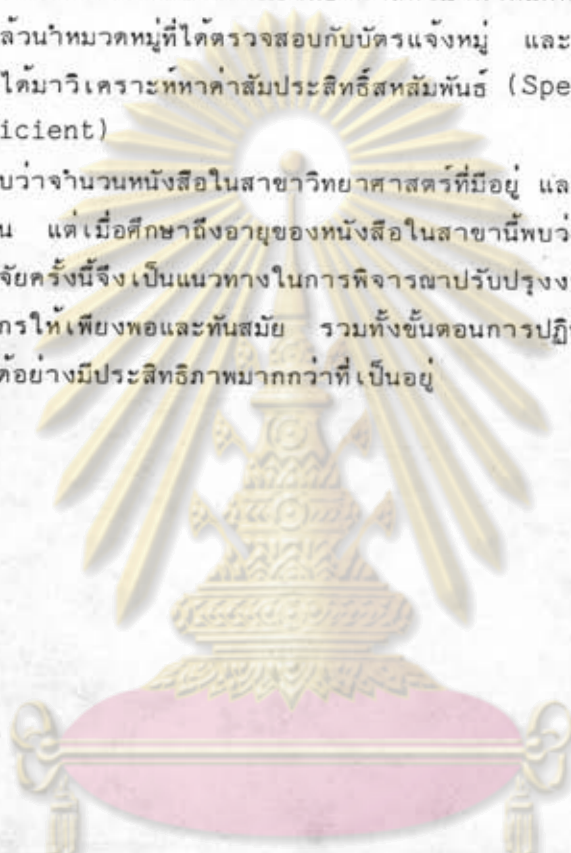 ล้วนำหมวดหมู่ที่ได้ตรวจสอบกับบัตรแจ้งหมู่ และ
ได้มาวิเคราะห์หาค่าสัมประสิทธิ์สหสัมพันธ์ (Spe
icient)
บว่าจำนวนหนังสือในสาขาวิทยาศาสตร์ที่มีอยู่ แล
น แต่เมื่อศึกษาถึงอายุของหนังสือในสาขานี้พบว่
จัยครั้งนี้จึงเป็นแนวทางในการพิจารณาปรับปรุงง
กรให้เพียงพอและทันสมัย รวมทั้งขั้นตอนการปฏิ
ด้อย่างมีประสิทธิภาพมากกว่าที่เป็นอยู่